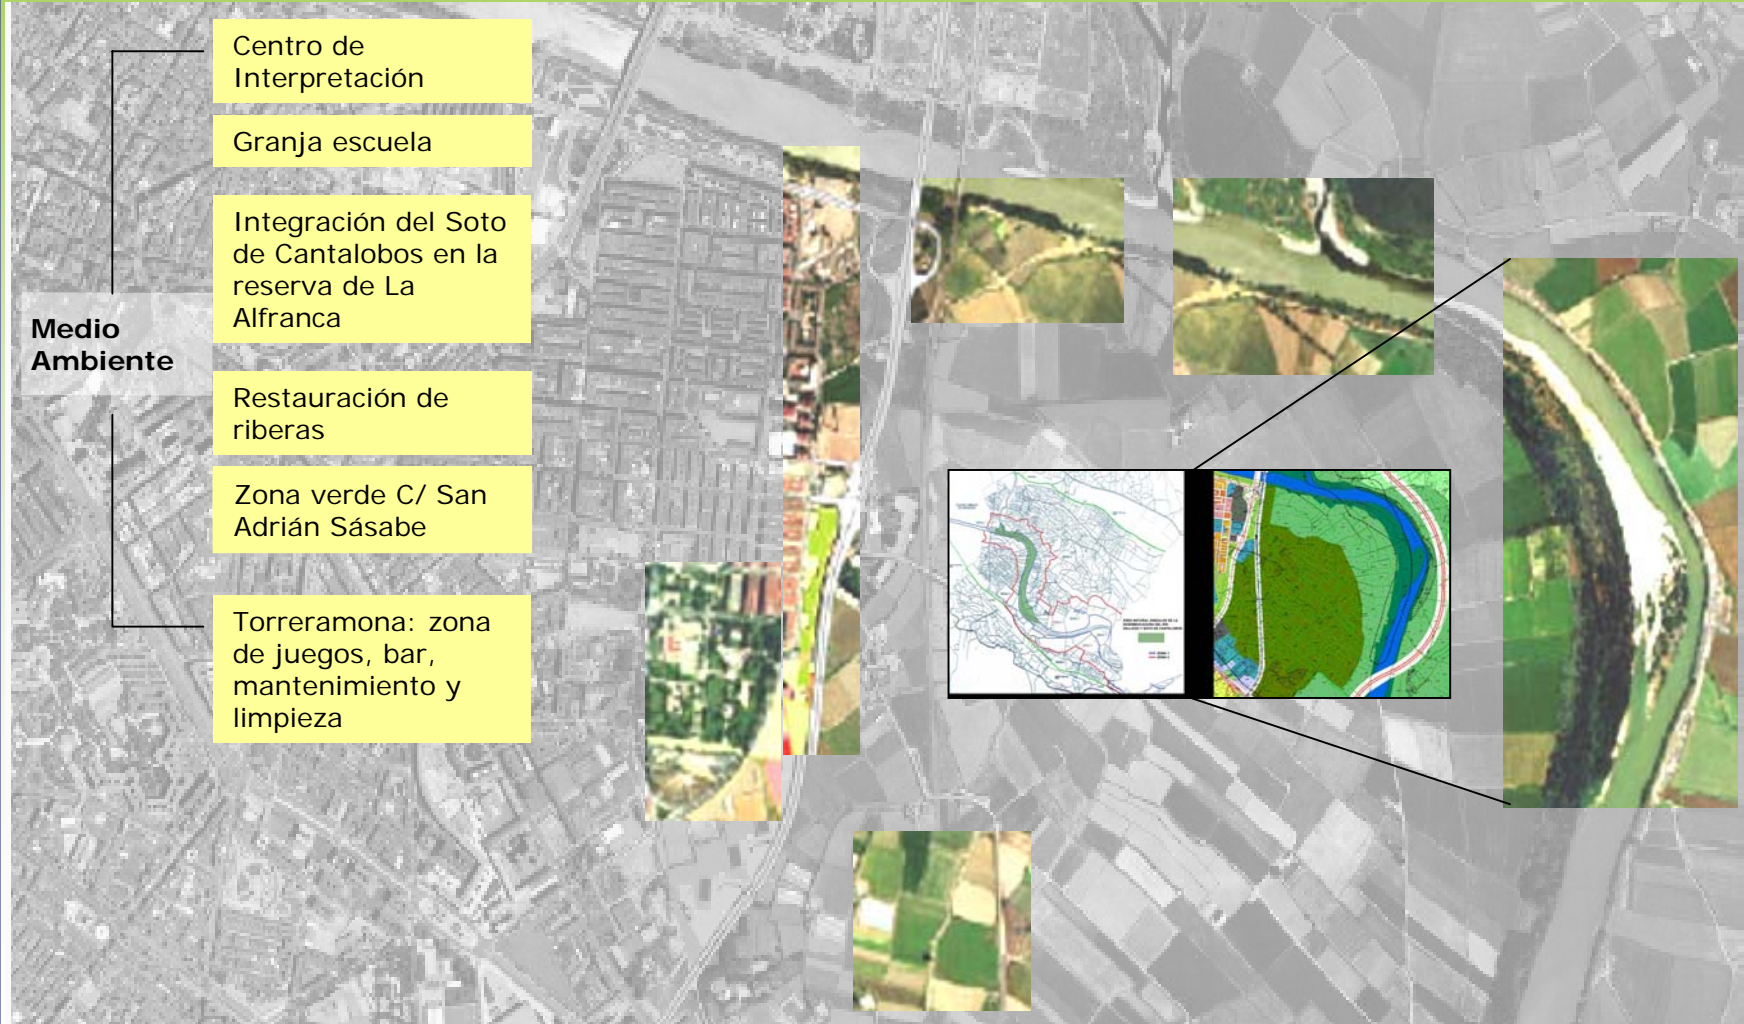 Centro de
Interpretación
Granja escuela
Integración del Soto
de Cantalobos en la
reserva de La
Alfranca
Medio
Ambiente
Restauración de
riberas
Zona verde C/ San
Adrián Sásabe
Torreramona: zona
de juegos, bar,
mantenimiento y
limpieza